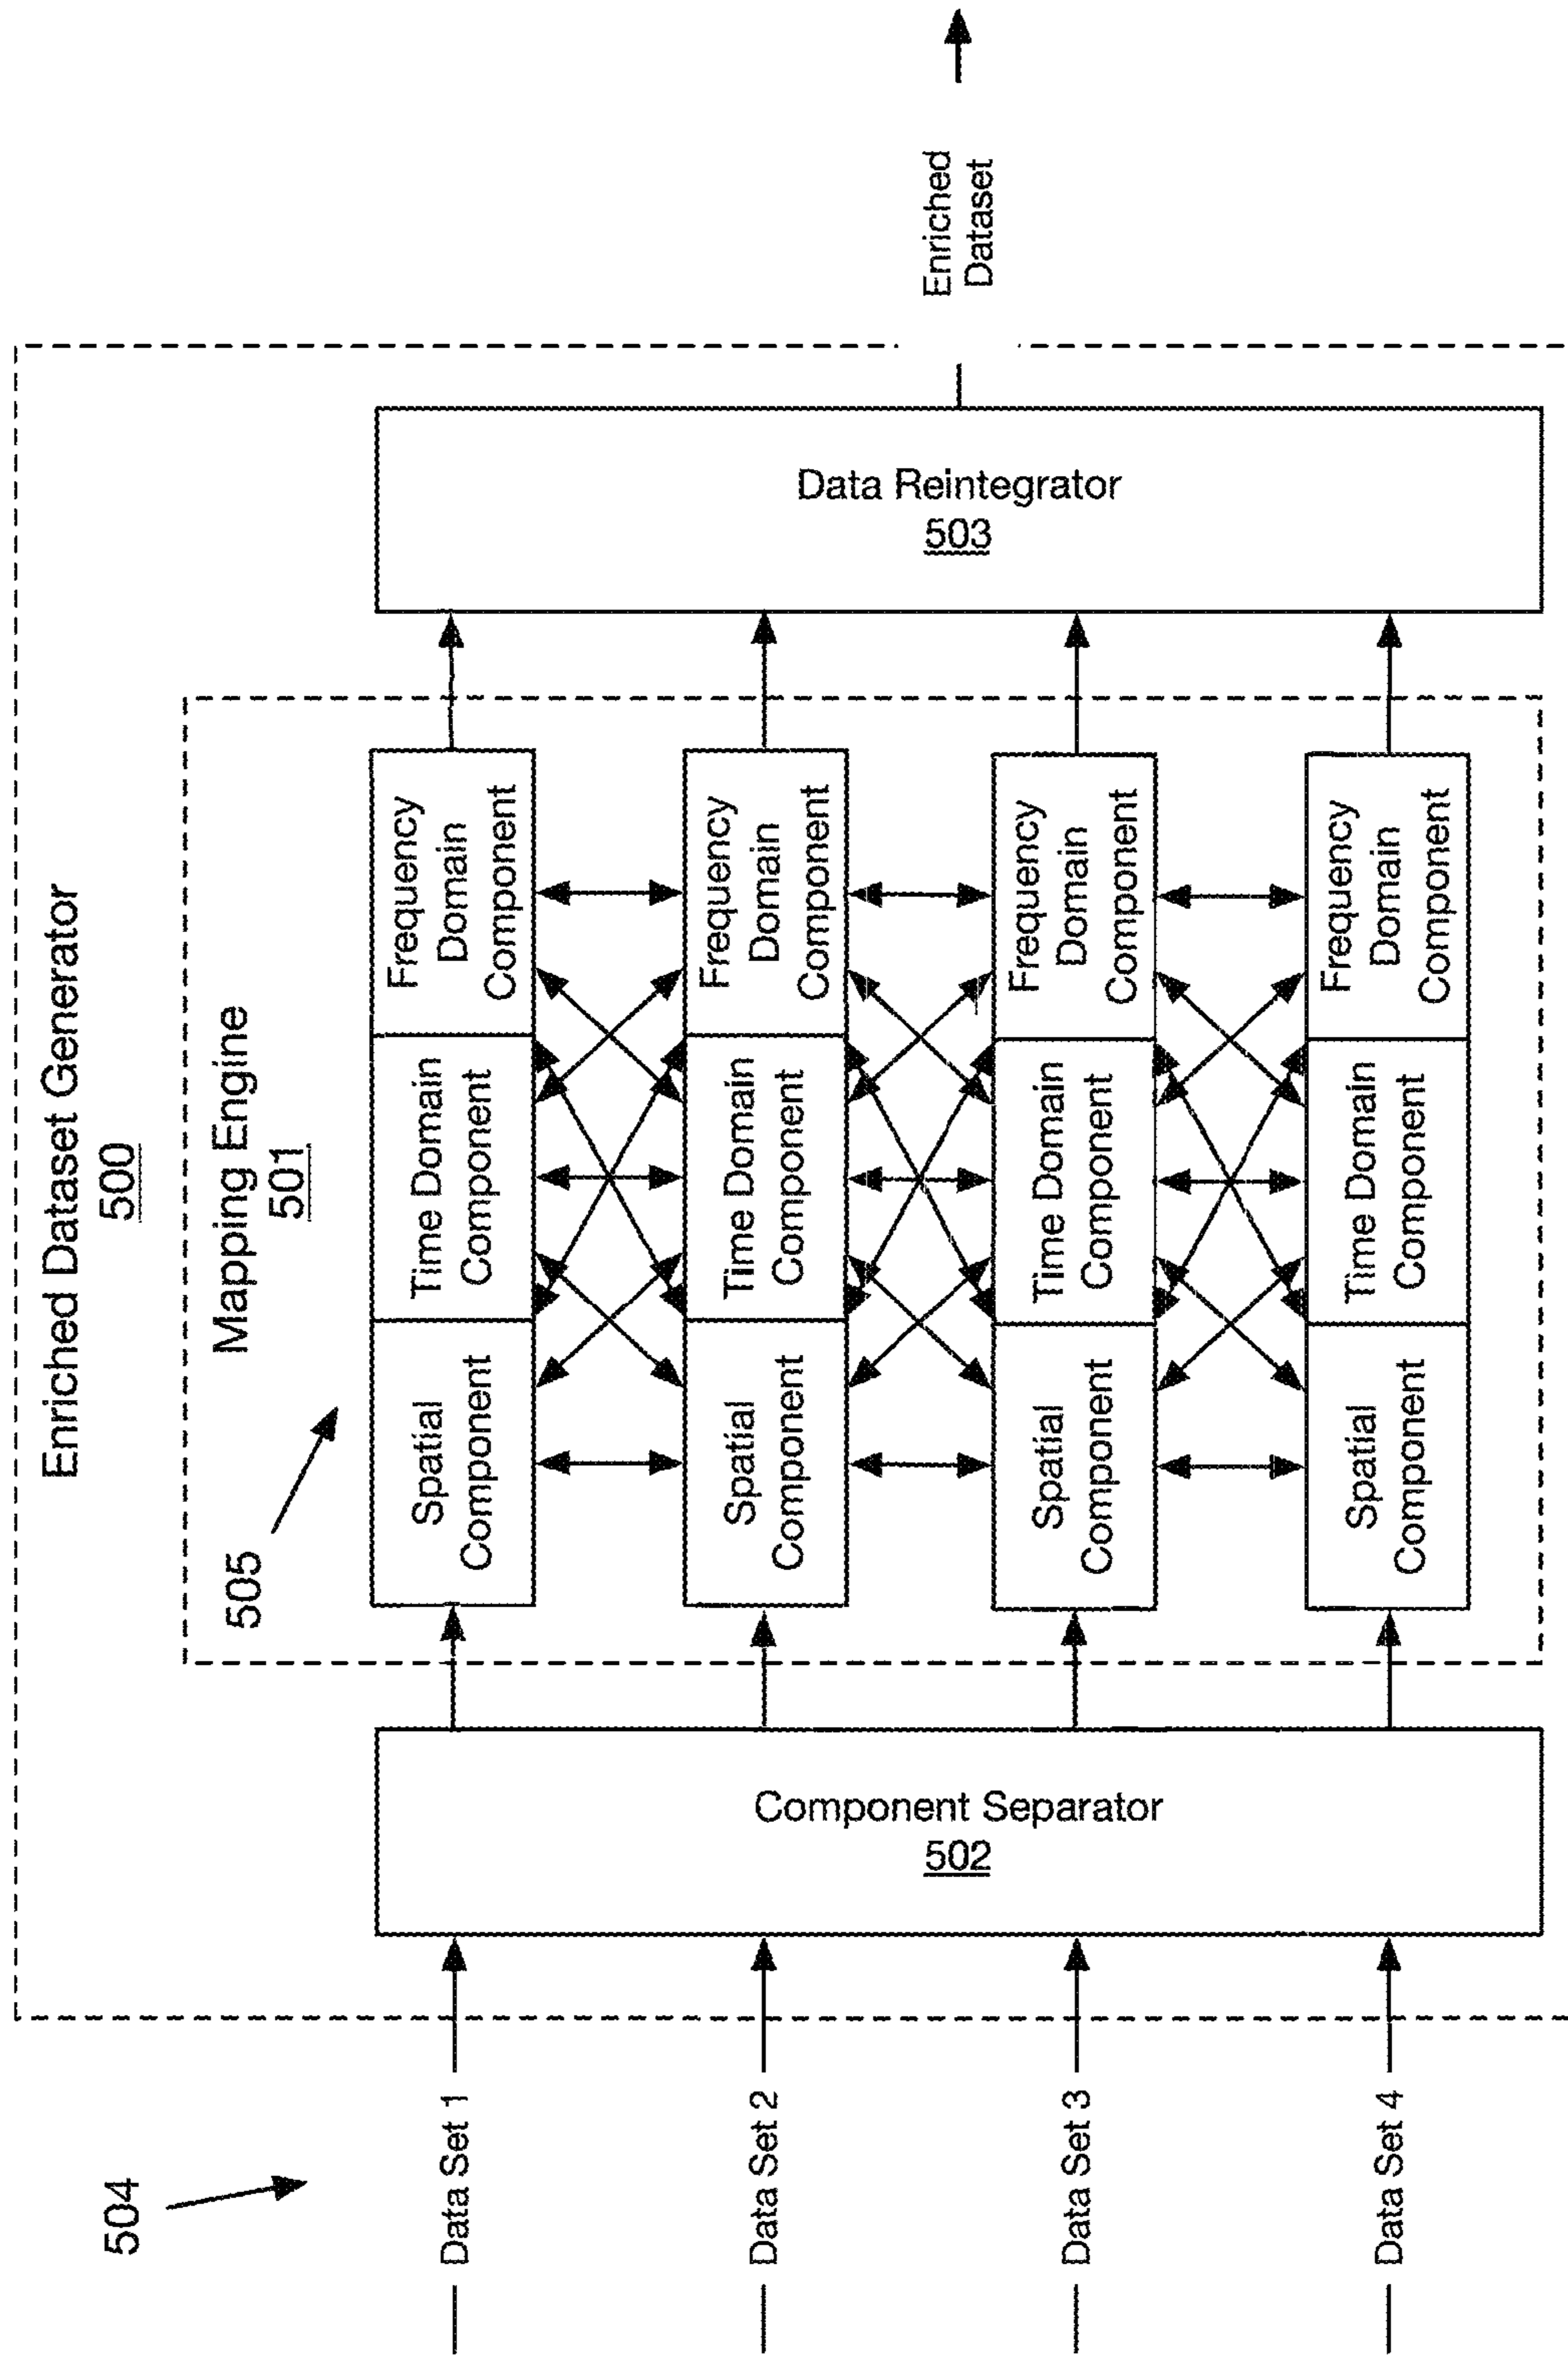 Enriched Dataset Generator
500
Mapping Engine
501
505
504
Data Set 1
Data Set 2
Data Set 3
Data Set 4
Component Separator
502
Spatial
Component
Time Domain
Component
Frequency
Domain
Component
Spatial
Component
Time Domain
Component
Frequency
Domain
Component
Spatial
Component
Time Domain
Component
Frequency
Domain
Component
Spatial
Component
Time Domain
Component
Frequency
Domain
Component
Data Reintegrator
503
Enriched
Dataset